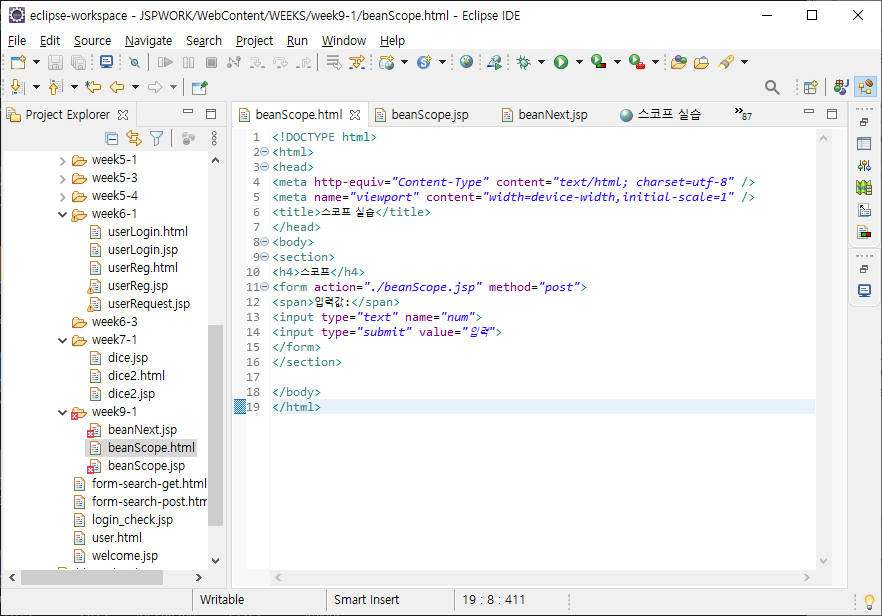 eclipse-workspace - JSPWORK/WebContent/WEEKS/week9-1/beanScope.html - Eclipse IDE
File Edit Source Navigate Search Project Run Window Help
Project Explorer
week5-1
week5-3
week5-4
week6-1
userLogin.html
userLogin.jsp
userReg.html
userReg.jsp
userRequest.jsp
week6-3
week7-1
dice.jsp
dice2.html
dice2.jsp
week9-1
beanNext.jsp
beanScope.html
beanScope.jsp
form-search-get.html
form-search-post.htm
login_check.jsp
user.html
welcome.jsp
beanScope.html beanScope.jsp beanNext.jsp 스코프 실습 »87
1 <!DOCTYPE html>
2 <html>
3 <head>
4 <meta http-equiv="Content-Type" content="text/html; charset=utf-8" />
5 <meta name="viewport" content="width=device-width,initial-scale=1" />
6 <title>스코프 실습</title>
7 </head>
8 <body>
9 <section>
10 <h4>스코프</h4>
11 <form action="./beanScope.jsp" method="post">
12 <span>입력값:</span>
13 <input type="text" name="num">
14 <input type="submit" value="입력">
15 </form>
16 </section>
17
18 </body>
19 </html>
Writable Smart Insert 19 : 8 : 411